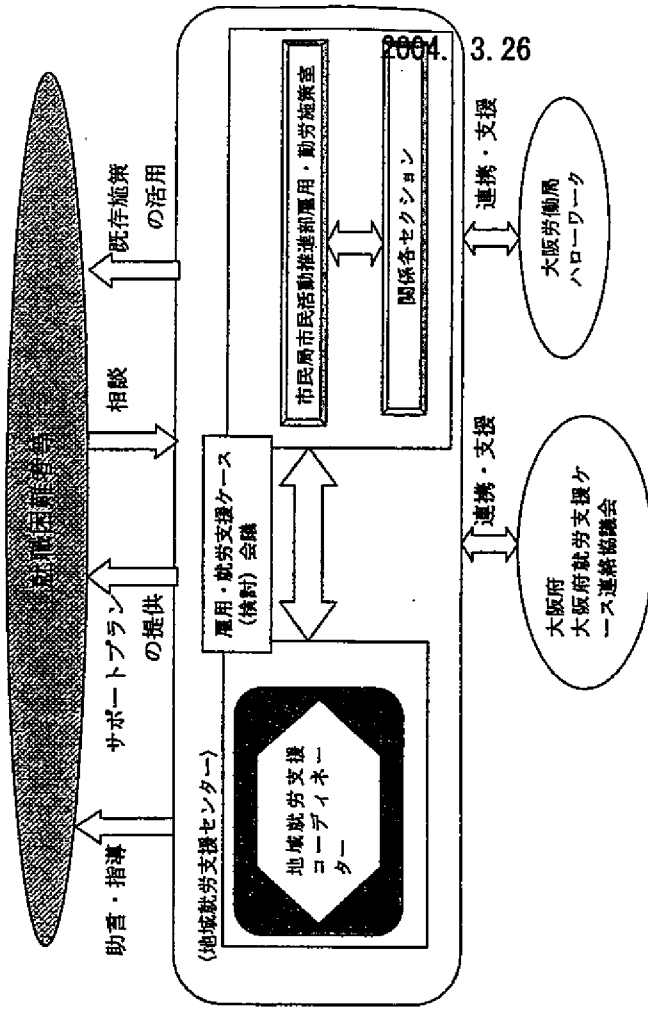 2004. 3.26
就職困難者等
助言・指導
サポートプラン
の提供
相談
既存施策
の活用
〈地域就労支援センター〉
雇用・就労支援ケース
（検討）会議
地域就労支援
コーディネー
ター
市民局市民活動推進部雇用・勤労施策室
関係各セクション
連携・支援
連携・支援
大阪府
大阪府就労支援ケ
ース連絡協議会
大阪労働局
ハローワーク